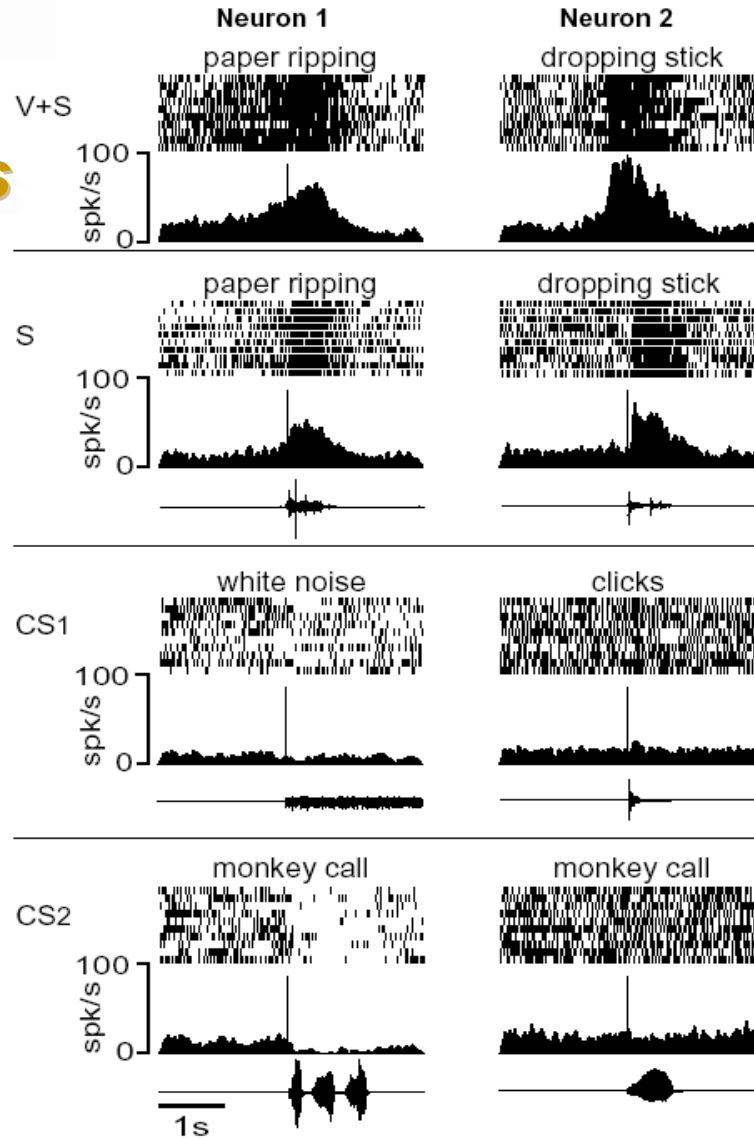 Neuron 1 Neuron 2
paper ripping dropping stick
V+S
100
spk/s
0
paper ripping dropping stick
S
100
spk/s
0
white noise clicks
CS1
100
spk/s
0
monkey call monkey call
CS2
100
spk/s
0
1s